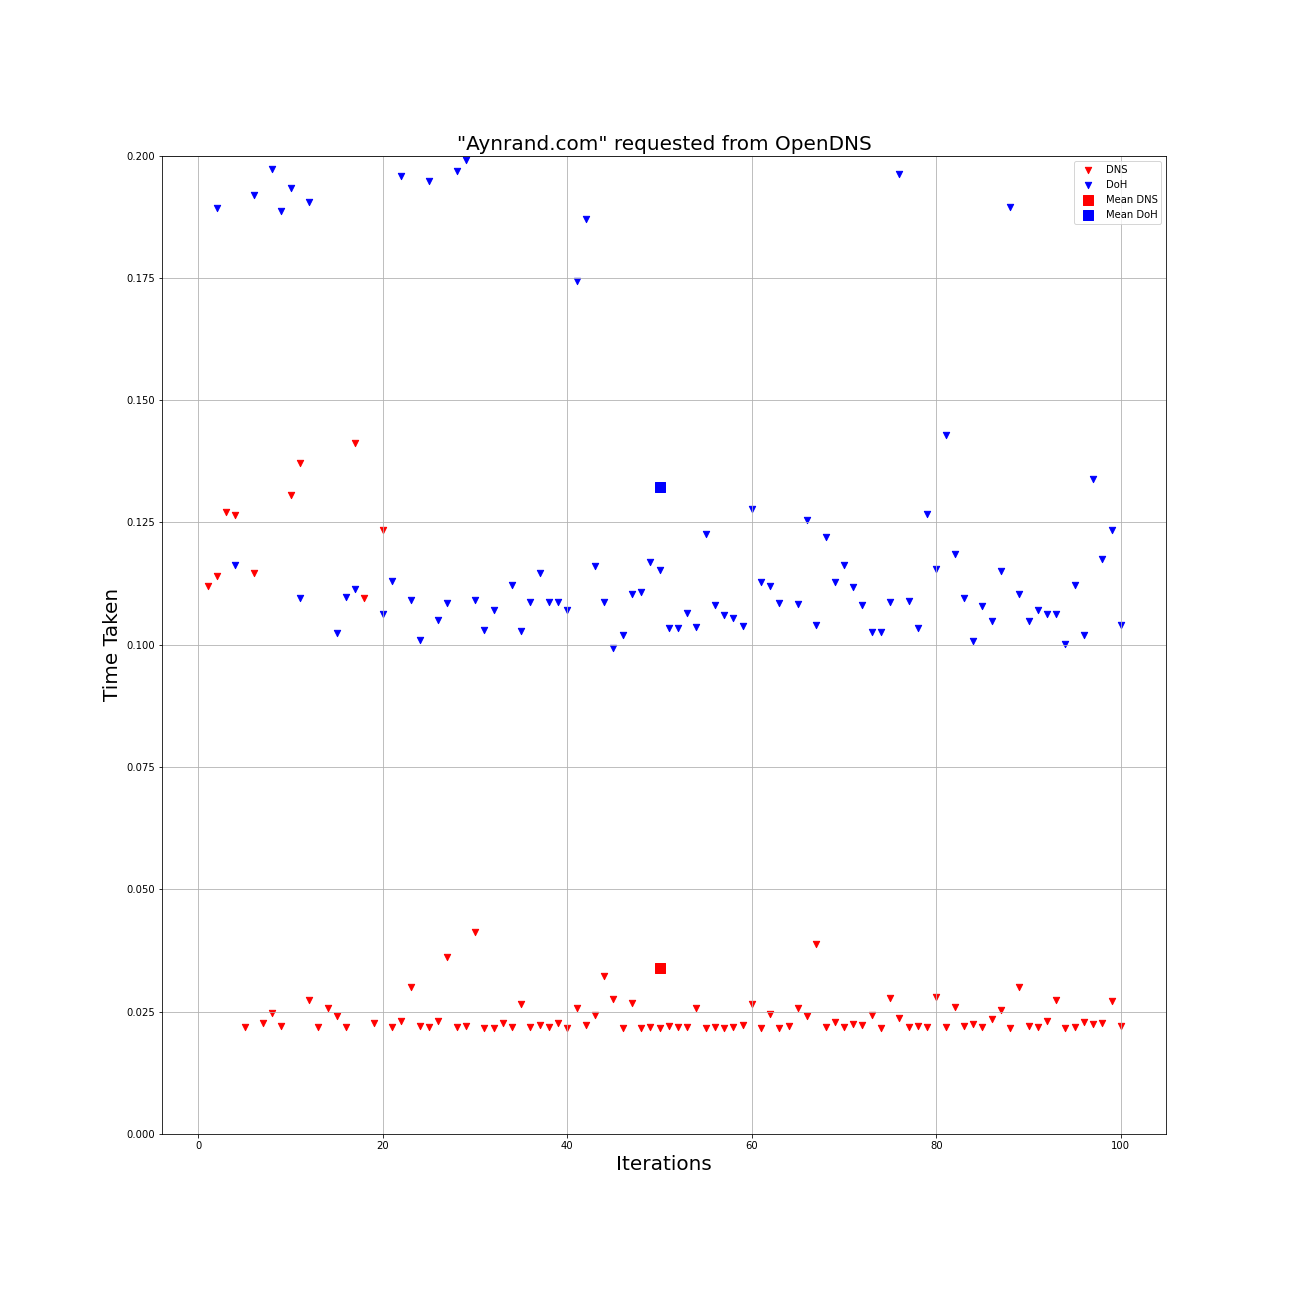 "Aynrand.com" requested from OpenDNS
DNS
DoH
Mean DNS
Mean DoH
Time Taken
0.200
0.175
0.150
0.125
0.100
0.075
0.050
0.025
0.000
0 20 40 60 80 100
Iterations